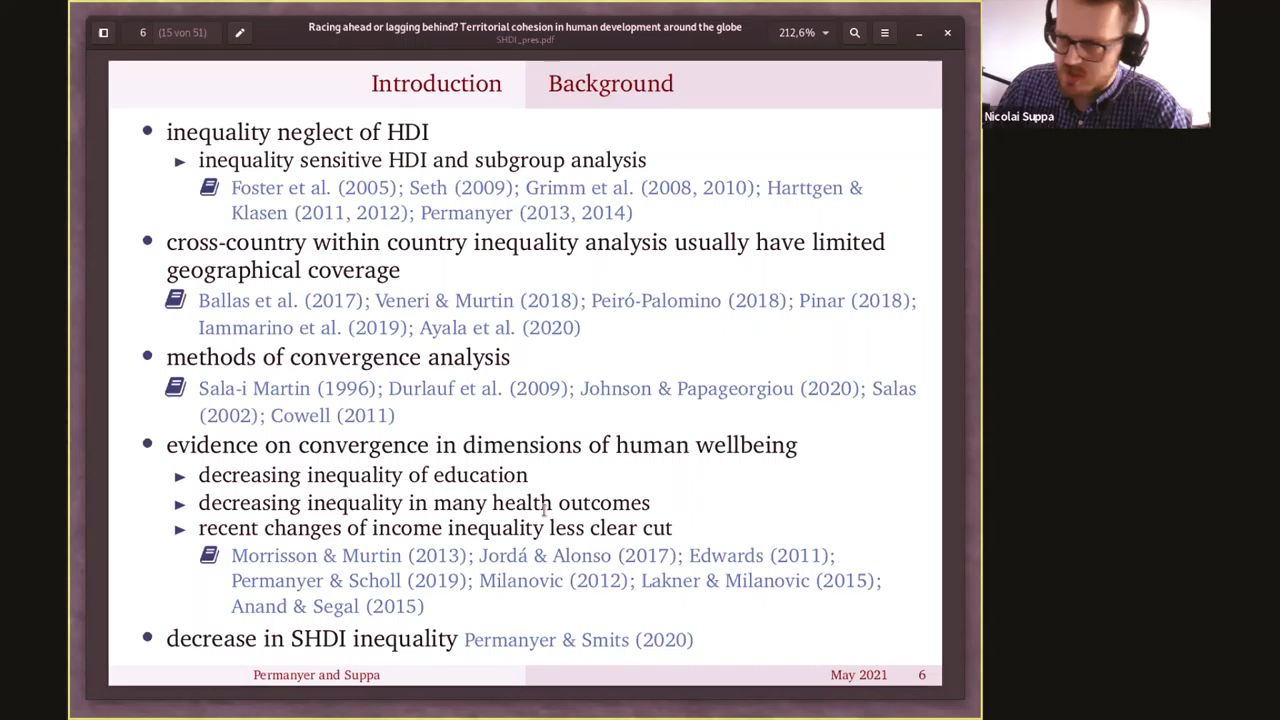 6 (15 von 51)
Racing ahead or lagging behind? Territorial cohesion in human development around the globe
SHDI_pres.pdf
212,6%
Nicolai Suppa
Introduction Background
• inequality neglect of HDI
► inequality sensitive HDI and subgroup analysis
Foster et al. (2005); Seth (2009); Grimm et al. (2008, 2010); Harttgen &
Klasen (2011, 2012); Permanyer (2013, 2014)
• cross-country within country inequality analysis usually have limited
geographical coverage
Ballas et al. (2017); Veneri & Murtin (2018); Peiró-Palomino (2018); Pinar (2018);
Iammarino et al. (2019); Ayala et al. (2020)
• methods of convergence analysis
Sala-i Martin (1996); Durlauf et al. (2009); Johnson & Papageorgiou (2020); Salas
(2002); Cowell (2011)
• evidence on convergence in dimensions of human wellbeing
► decreasing inequality of education
► decreasing inequality in many health outcomes
► recent changes of income inequality less clear cut
Morrisson & Murtin (2013); Jordá & Alonso (2017); Edwards (2011);
Permanyer & Scholl (2019); Milanovic (2012); Lakner & Milanovic (2015);
Anand & Segal (2015)
• decrease in SHDI inequality Permanyer & Smits (2020)
Permanyer and Suppa May 2021 6